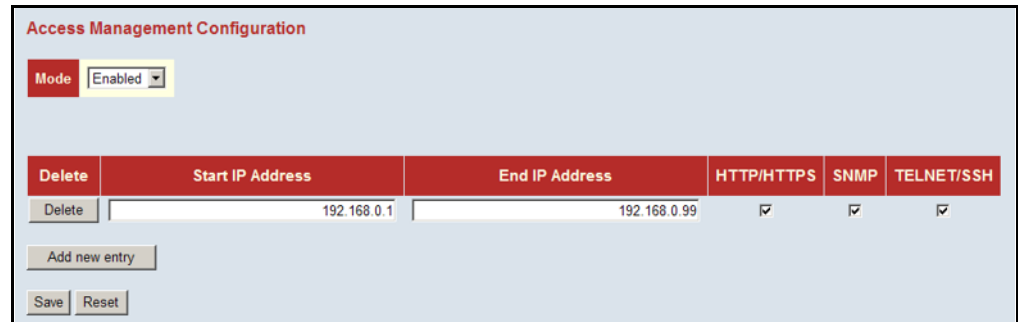 Access Management Configuration
Mode Enabled
Delete Start IP Address End IP Address HTTP/HTTPS SNMP TELNET/SSH
Delete 192.168.0.1 192.168.0.99
Add new entry
Save Reset